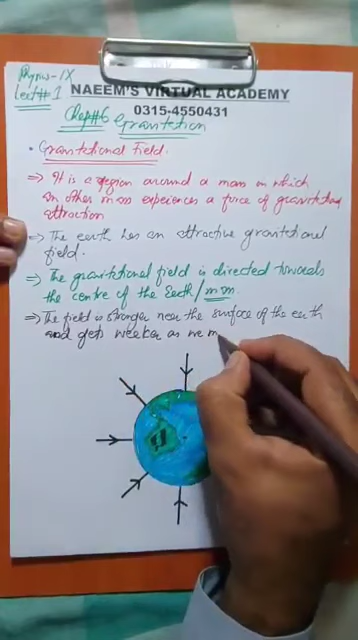 Physics-IX
Lect# 1
NAEEM'S VIRTUAL ACADEMY
0315-4550431
Chap#6 Gravitation
• Gravitational Field.
⇒ It is a region around a mass in which
an other mass experiences a force of gravitational
attraction
⇒ The earth has an attractive gravitational
field.
⇒ The gravitational field is directed towards
the centre of the Earth/
⇒ The field is stronger near the surface of the earth
and gets weaker as we m